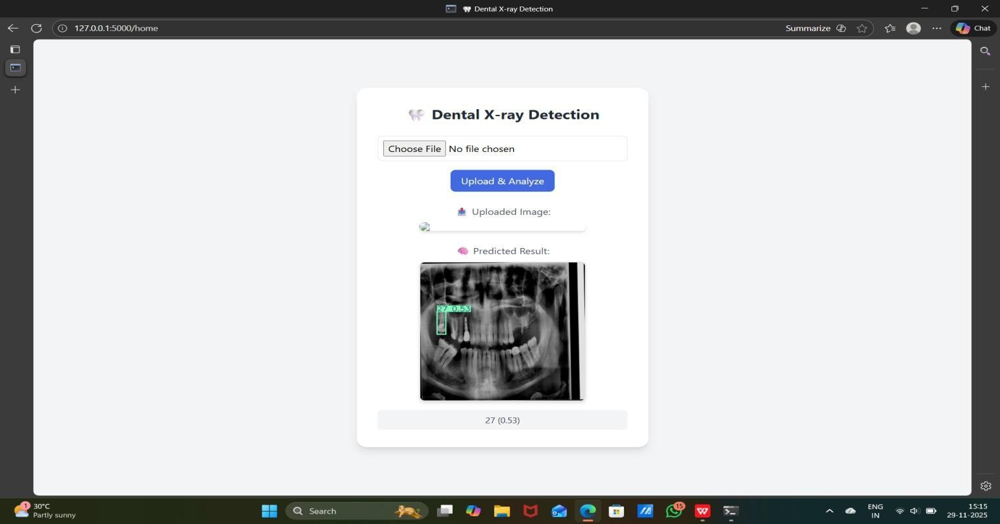 Dental X-ray Detection
127.0.0.1:5000/home
Summarize
Chat
Dental X-ray Detection
Choose File No file chosen
Upload & Analyze
Uploaded Image:
Predicted Result:
27 0.53
27 (0.53)
1
30°C
Partly sunny
Search
15
ENG
IN
15:15
29-11-2025